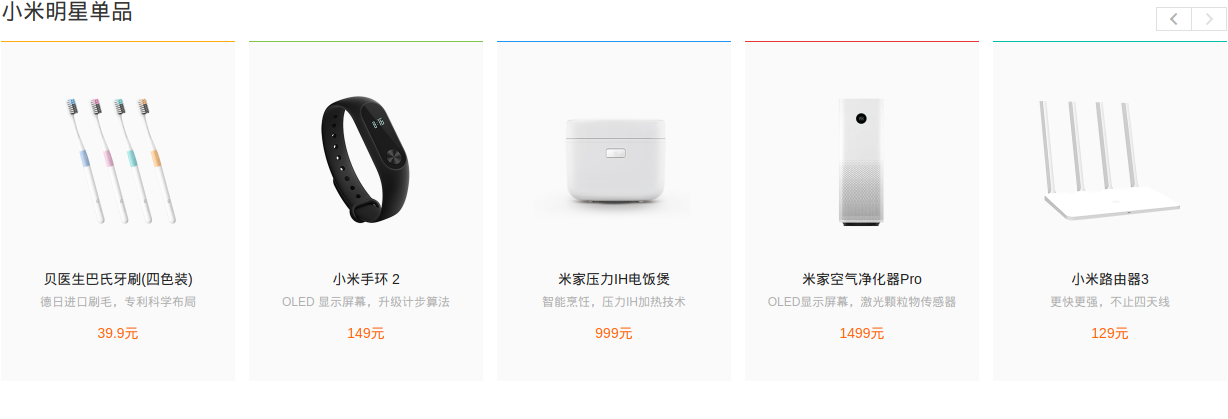 小米明星单品
贝医生巴氏牙刷(四色装)
德日进口刷毛，专利科学布局
39.9元
小米手环 2
OLED 显示屏幕，升级计步算法
149元
米家压力IH电饭煲
智能烹饪，压力IH加热技术
999元
米家空气净化器Pro
OLED显示屏幕，激光颗粒物传感器
1499元
小米路由器3
更快更强，不止四天线
129元